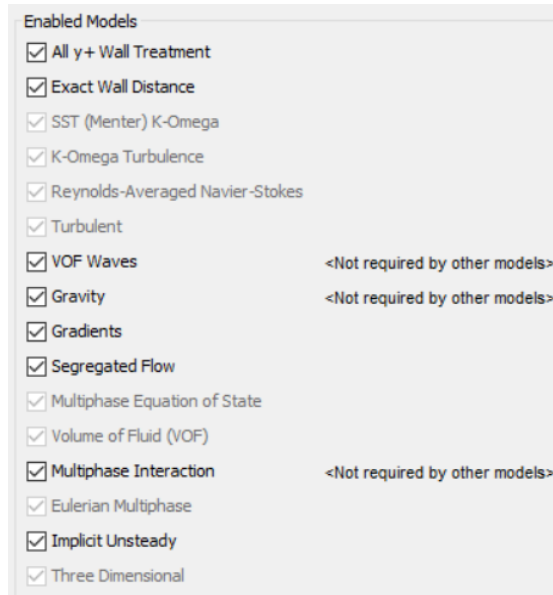 Enabled Models
All y+ Wall Treatment
Exact Wall Distance
SST (Menter) K-Omega
K-Omega Turbulence
Reynolds-Averaged Navier-Stokes
Turbulent
VOF Waves <Not required by other models>
Gravity <Not required by other models>
Gradients
Segregated Flow
Multiphase Equation of State
Volume of Fluid (VOF)
Multiphase Interaction <Not required by other models>
Eulerian Multiphase
Implicit Unsteady
Three Dimensional